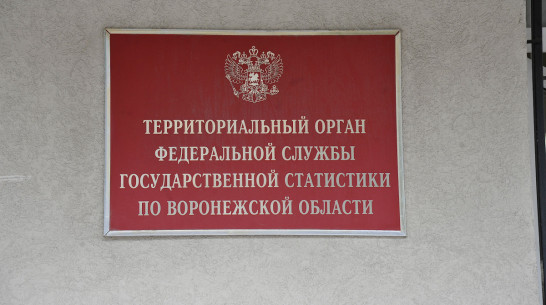 ТЕРРИТОРИАЛЬНЫЙ ОРГАН
ФЕДЕРАЛЬНОЙ СЛУЖБЫ
ГОСУДАРСТВЕННОЙ СТАТИСТИКИ
ПО ВОРОНЕЖСКОЙ ОБЛАСТИ